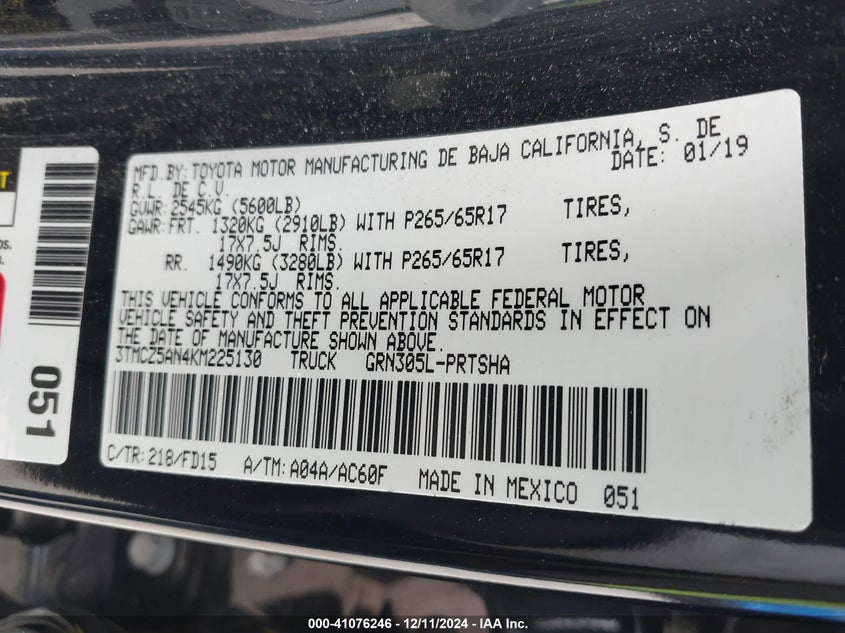 MFD.BY: TOYOTA MOTOR MANUFACTURING DE BAJA CALIFORNIA, S. DE
R.L. DE C.V. DATE: 01/19
GVWR: 2545KG (5600LB)
GAWR: FRT. 1320KG (2910LB) WITH P265/65R17 TIRES,
17X7.5J RIMS.
RR. 1490KG (3280LB) WITH P265/65R17 TIRES,
17X7.5J RIMS.
THIS VEHICLE CONFORMS TO ALL APPLICABLE FEDERAL MOTOR
VEHICLE SAFETY AND THEFT PREVENTION STANDARDS IN EFFECT ON
THE DATE OF MANUFACTURE SHOWN ABOVE.
3TMCZ5AN4KM225130 TRUCK GRN305L-PRTSHA
C/TR: 218/FD15 A/TM: A04A/AC60F MADE IN MEXICO 051
051
000-41076246 - 12/11/2024 - IAA Inc.